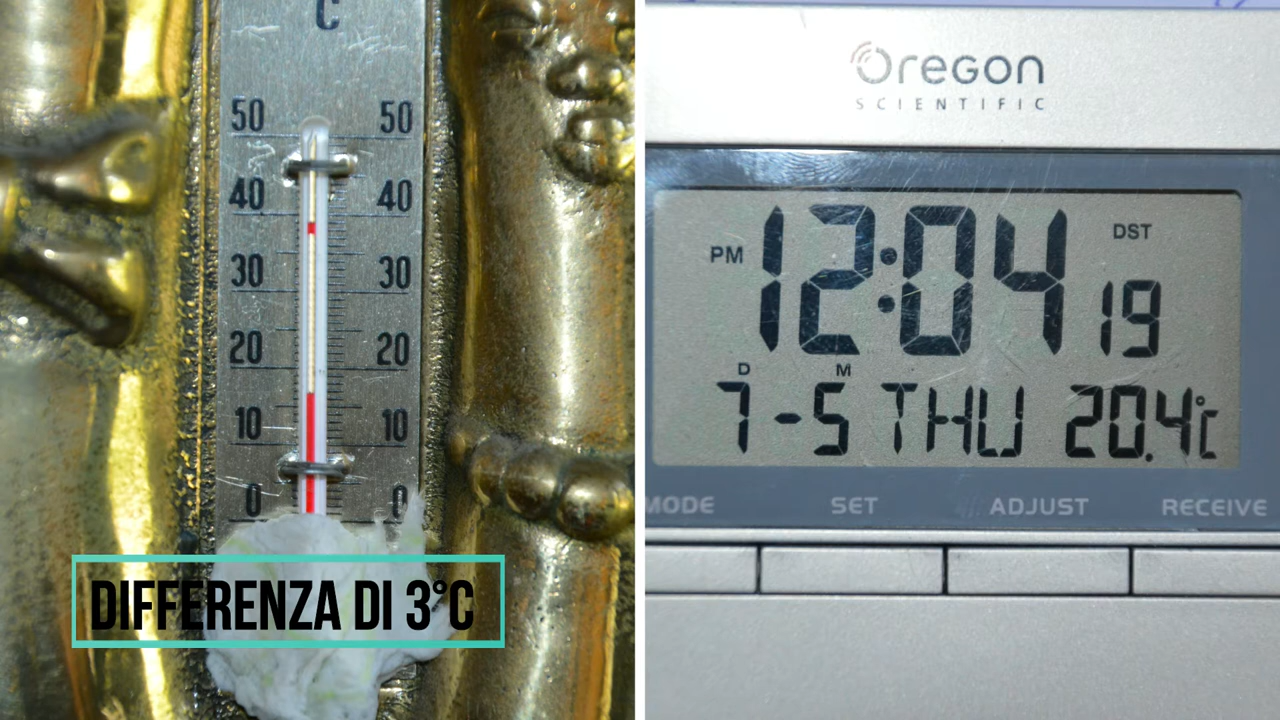 C
50 50
40 40
30 30
20 20
10 10
0 0
DIFFERENZA DI 3°C
Oregon
SCIENTIFIC
PM 12:04 DST
19
D M
7-5 THU 20.4°C
MODE SET ADJUST RECEIVE